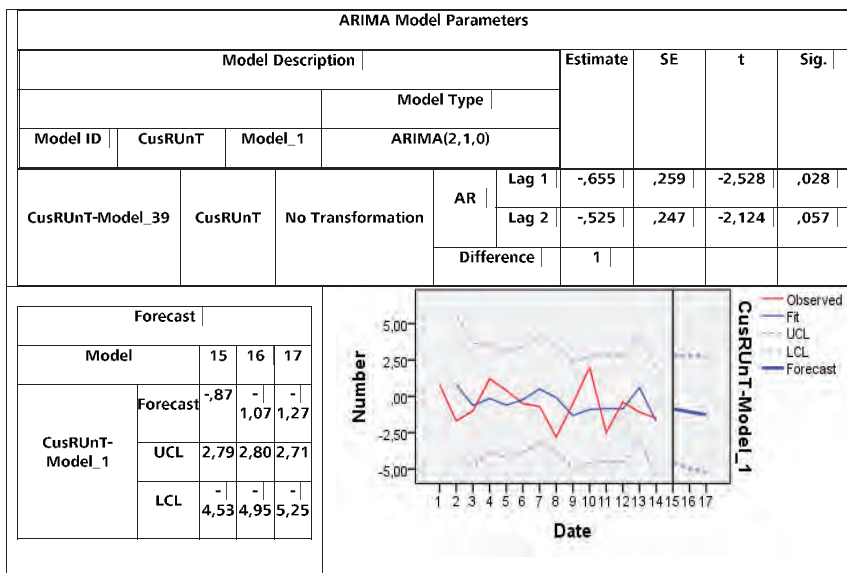 ARIMA Model Parameters
Model Description Estimate SE t Sig.
Model Type
Model ID CusRUnT Model_1 ARIMA(2,1,0)
CusRUnT-Model_39 CusRUnT No Transformation AR Lag 1 -,655 ,259 -2,528 ,028
Lag 2 -,525 ,247 -2,124 ,057
Difference 1
Forecast
Model 15 16 17
CusRUnT-Model_1 Forecast -,87 -1,07 -1,27
UCL 2,79 2,80 2,71
LCL -4,53 -4,95 -5,25
Number
5,00
2,50
,00
-2,50
-5,00
1 2 3 4 5 6 7 8 9 10 11 12 13 14 15 16 17
Date
CusRUnT-Model_1
Observed
Fit
UCL
LCL
Forecast